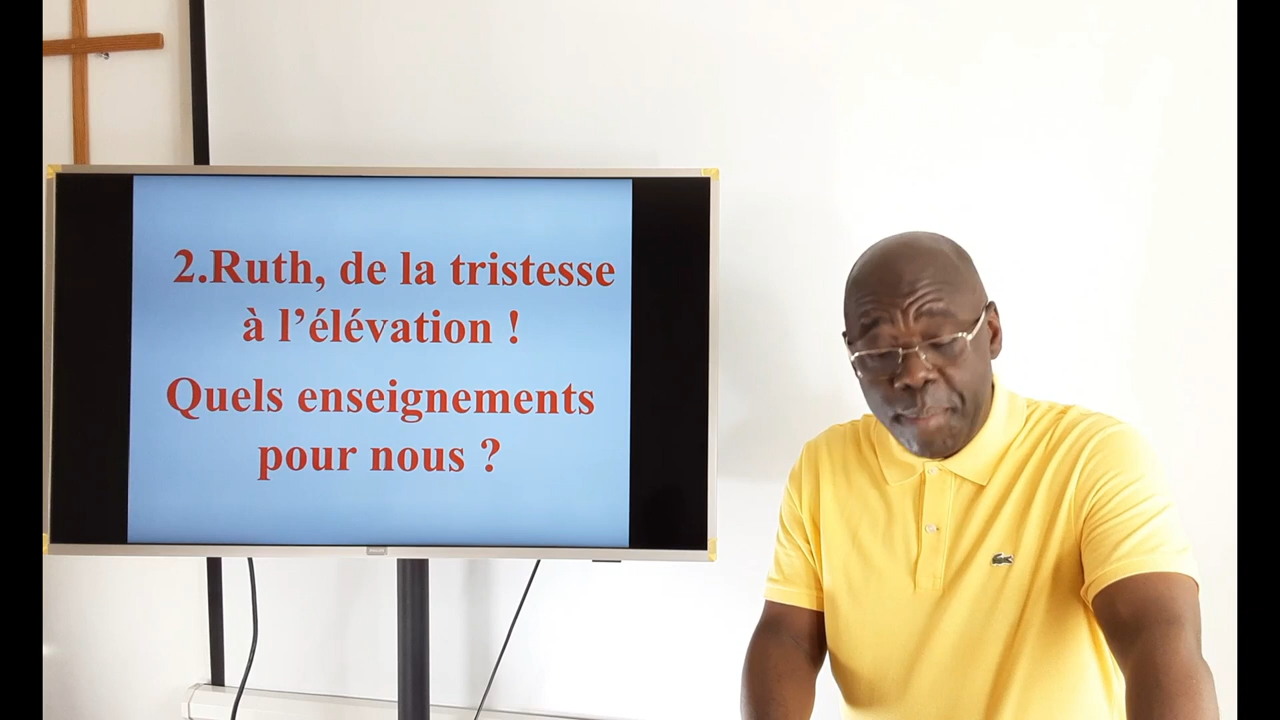 2.Ruth, de la tristesse
à l’élévation !
Quels enseignements
pour nous ?